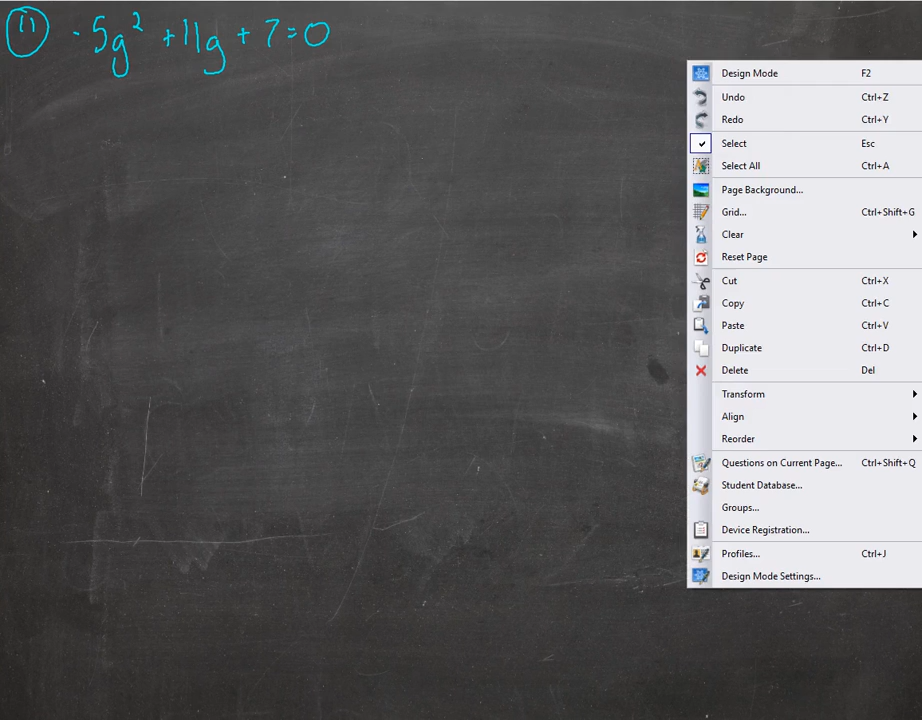 11 -5g² +11g + 7 = 0
Design Mode F2
Undo Ctrl+Z
Redo Ctrl+Y
Select Esc
Select All Ctrl+A
Page Background...
Grid... Ctrl+Shift+G
Clear
Reset Page
Cut Ctrl+X
Copy Ctrl+C
Paste Ctrl+V
Duplicate Ctrl+D
Delete Del
Transform
Align
Reorder
Questions on Current Page... Ctrl+Shift+Q
Student Database...
Groups...
Device Registration...
Profiles... Ctrl+J
Design Mode Settings...